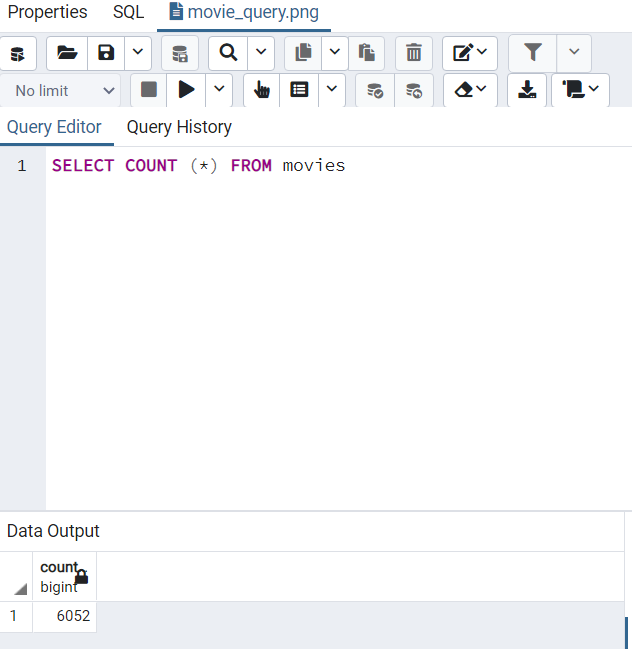 Properties SQL movie_query.png
No limit
Query Editor Query History
1 SELECT COUNT (*) FROM movies
Data Output
count
bigint
1 6052